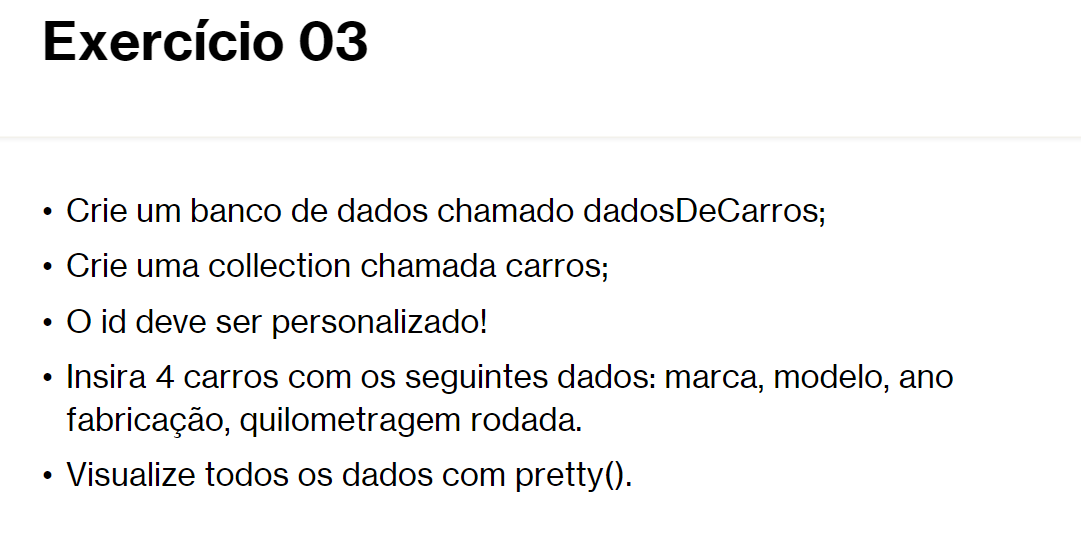 Exercício 03
• Crie um banco de dados chamado dadosDeCarros;
• Crie uma collection chamada carros;
• O id deve ser personalizado!
• Insira 4 carros com os seguintes dados: marca, modelo, ano
fabricação, quilometragem rodada.
• Visualize todos os dados com pretty().